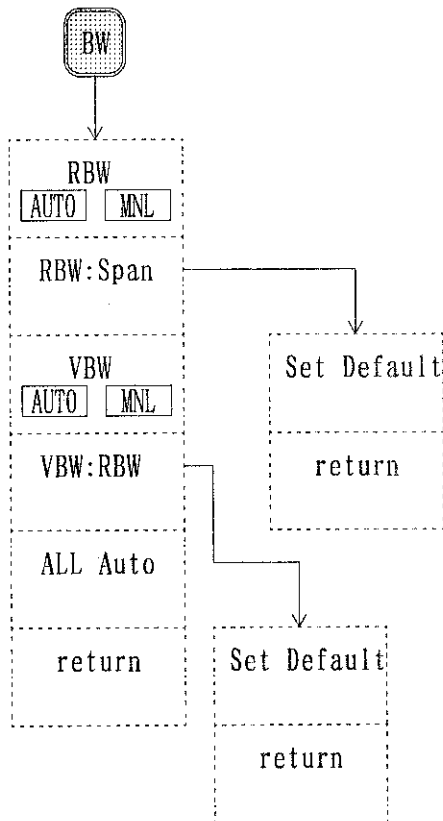 BW
RBW
AUTO MNL
RBW:Span
VBW
AUTO MNL
VBW:RBW
ALL Auto
return
Set Default
return
Set Default
return